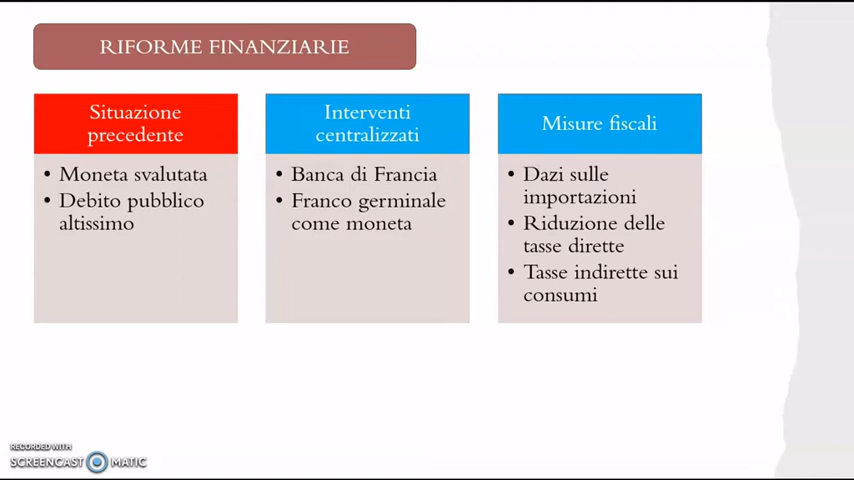 RIFORME FINANZIARIE
Situazione
precedente
• Moneta svalutata
• Debito pubblico
altissimo
Interventi
centralizzati
• Banca di Francia
• Franco germinale
come moneta
Misure fiscali
• Dazi sulle
importazioni
• Riduzione delle
tasse dirette
• Tasse indirette sui
consumi
RECORDED WITH
SCREENCAST MATIC